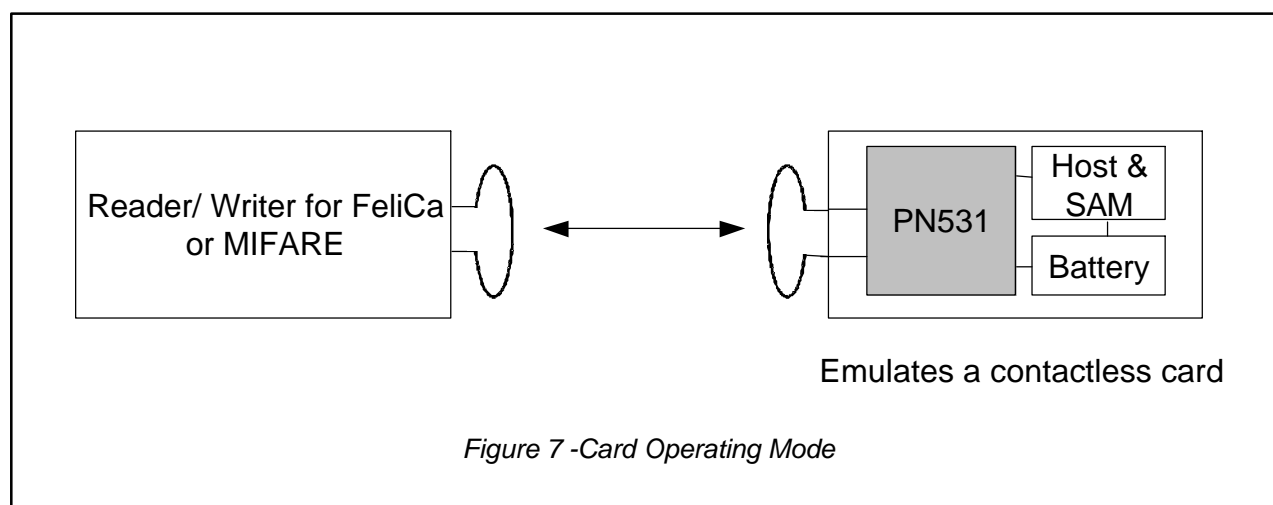 Reader/ Writer for FeliCa
or MIFARE
PN531
Host &
SAM
Battery
Emulates a contactless card
Figure 7 -Card Operating Mode